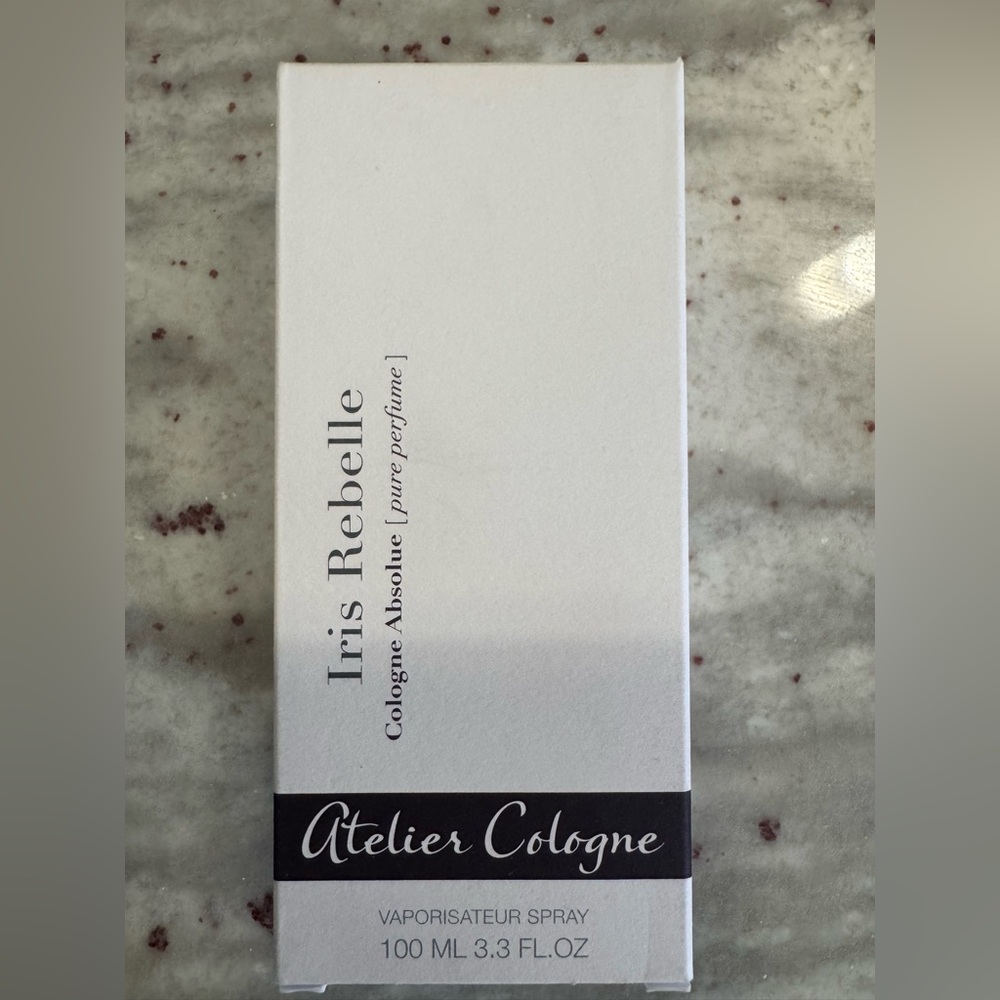 Iris Rebelle
Cologne Absolue [ pure perfume ]
Atelier Cologne
VAPORISATEUR SPRAY
100 ML 3.3 FL.OZ